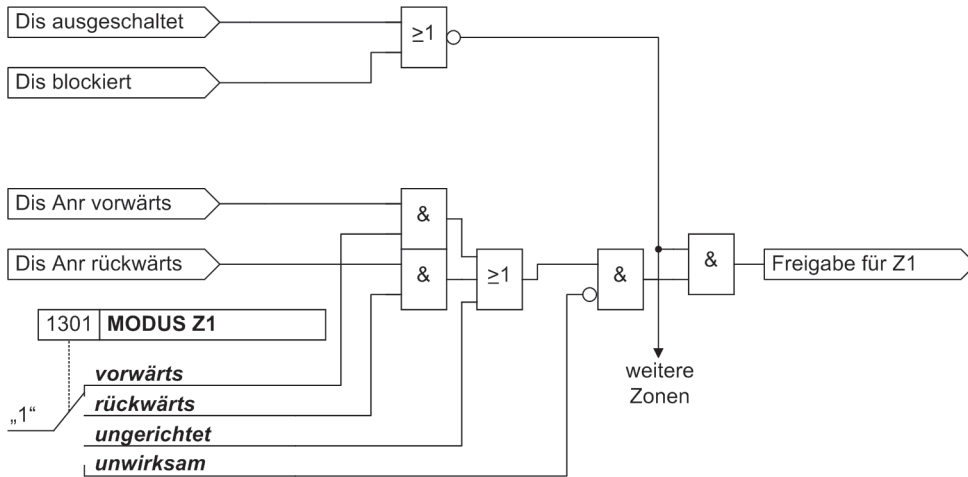 Dis ausgeschaltet
≥1
Dis blockiert
Dis Anr vorwärts
&
Dis Anr rückwärts
&
≥1
&
&
Freigabe für Z1
1301 MODUS Z1
weitere
Zonen
„1“
vorwärts
rückwärts
ungerichtet
unwirksam